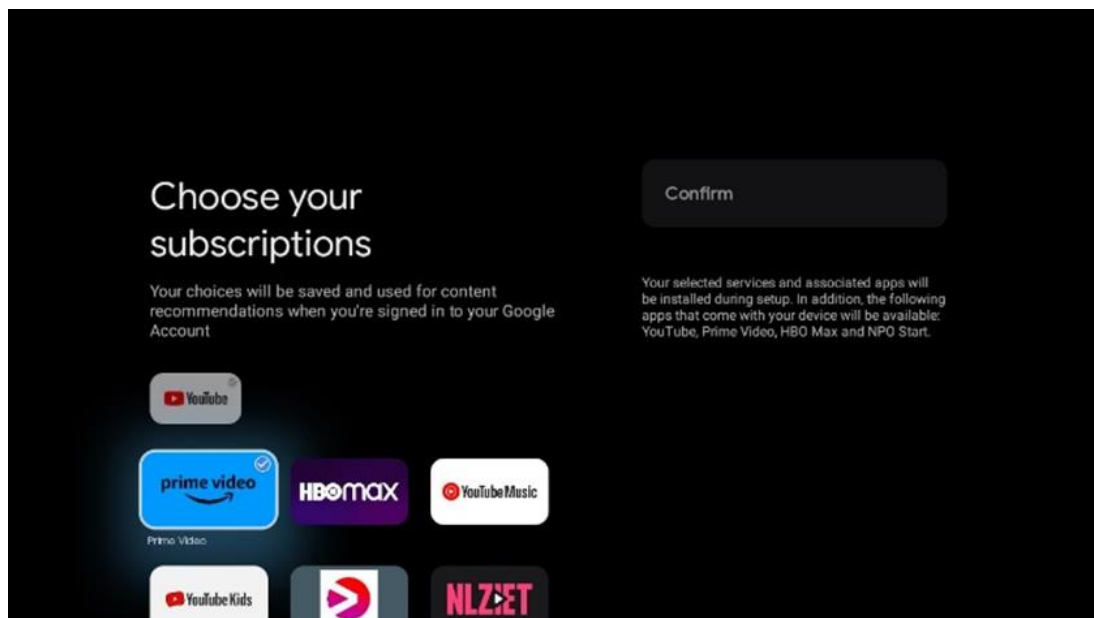 Choose your
subscriptions
Your choices will be saved and used for content
recommendations when you're signed in to your Google
Account
YouTube
prime video
HBOmax
YouTube Music
Prime Video
YouTube Kids
NLZIET
Confirm
Your selected services and associated apps will
be installed during setup. In addition, the following
apps that come with your device will be available:
YouTube, Prime Video, HBO Max and NPO Start.